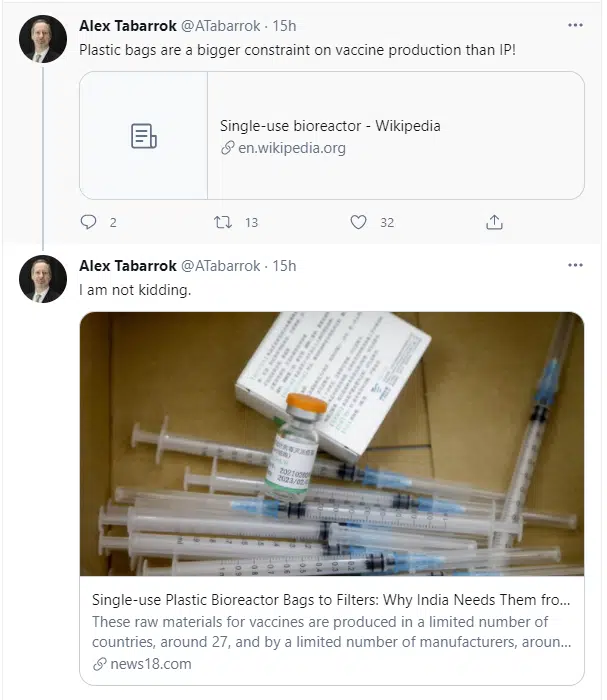 Alex Tabarrok @ATabarrok · 15h
Plastic bags are a bigger constraint on vaccine production than IP!
Single-use bioreactor - Wikipedia
en.wikipedia.org
2 13 32
Alex Tabarrok @ATabarrok · 15h
I am not kidding.
Single-use Plastic Bioreactor Bags to Filters: Why India Needs Them fro...
These raw materials for vaccines are produced in a limited number of
countries, around 27, and by a limited number of manufacturers, aroun...
news18.com